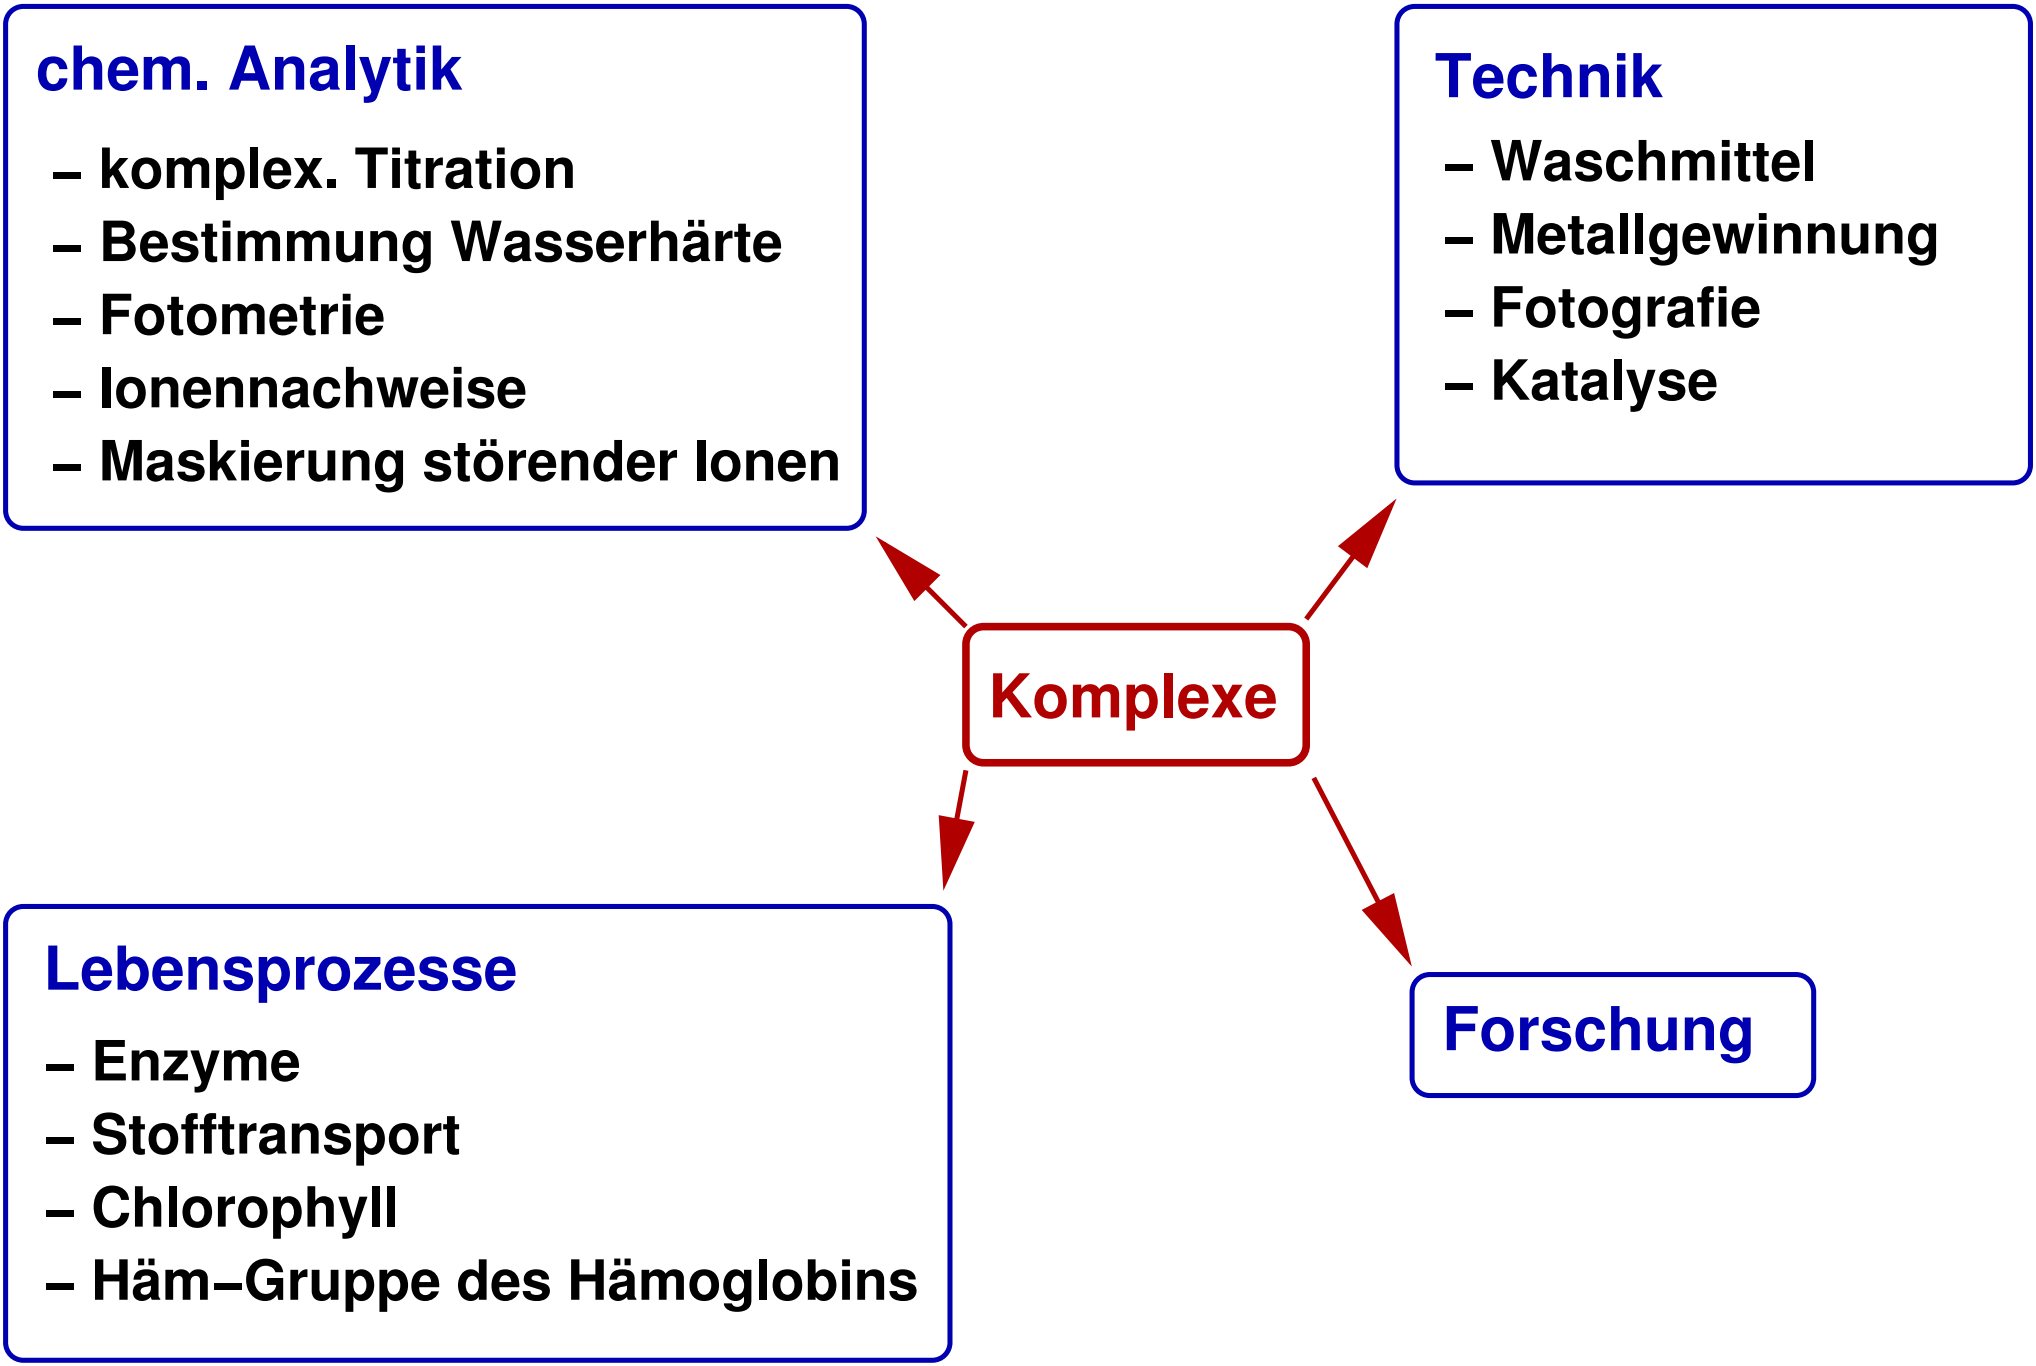 chem. Analytik
– komplex. Titration
– Bestimmung Wasserhärte
– Fotometrie
– Ionennachweise
– Maskierung störender Ionen
Technik
– Waschmittel
– Metallgewinnung
– Fotografie
– Katalyse
Komplexe
Lebensprozesse
– Enzyme
– Stofftransport
– Chlorophyll
– Häm–Gruppe des Hämoglobins
Forschung